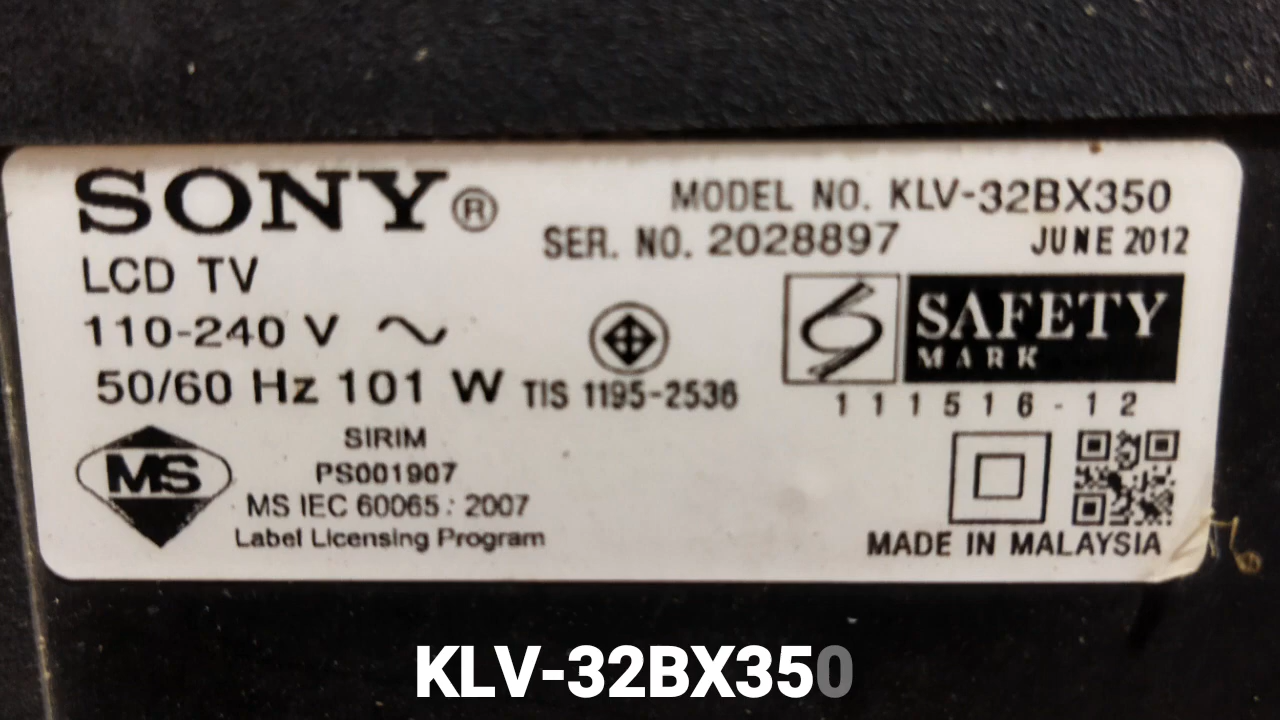 SONY®
MODEL NO. KLV-32BX350
SER. NO. 2028897
JUNE 2012
LCD TV
110-240 V ~
50/60 Hz 101 W
TIS 1195-2536
SAFETY
MARK
111516-12
MS
SIRIM
PS001907
MS IEC 60065 : 2007
Label Licensing Program
MADE IN MALAYSIA
KLV-32BX350